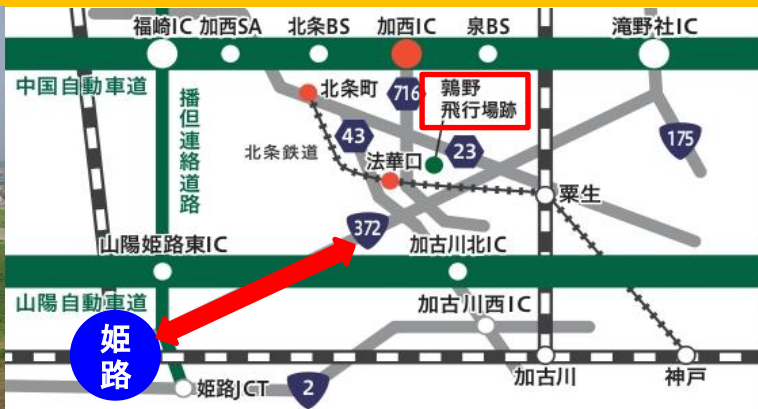 福崎IC 加西SA 北条BS 加西IC 泉BS 滝野社IC
中国自動車道
播但連絡道路
北条町
716
鶉野
飛行場跡
43
北条鉄道
法華口
23
175
粟生
372
山陽姫路東IC
加古川北IC
山陽自動車道
加古川西IC
姫路
姫路JCT
2
加古川
神戸